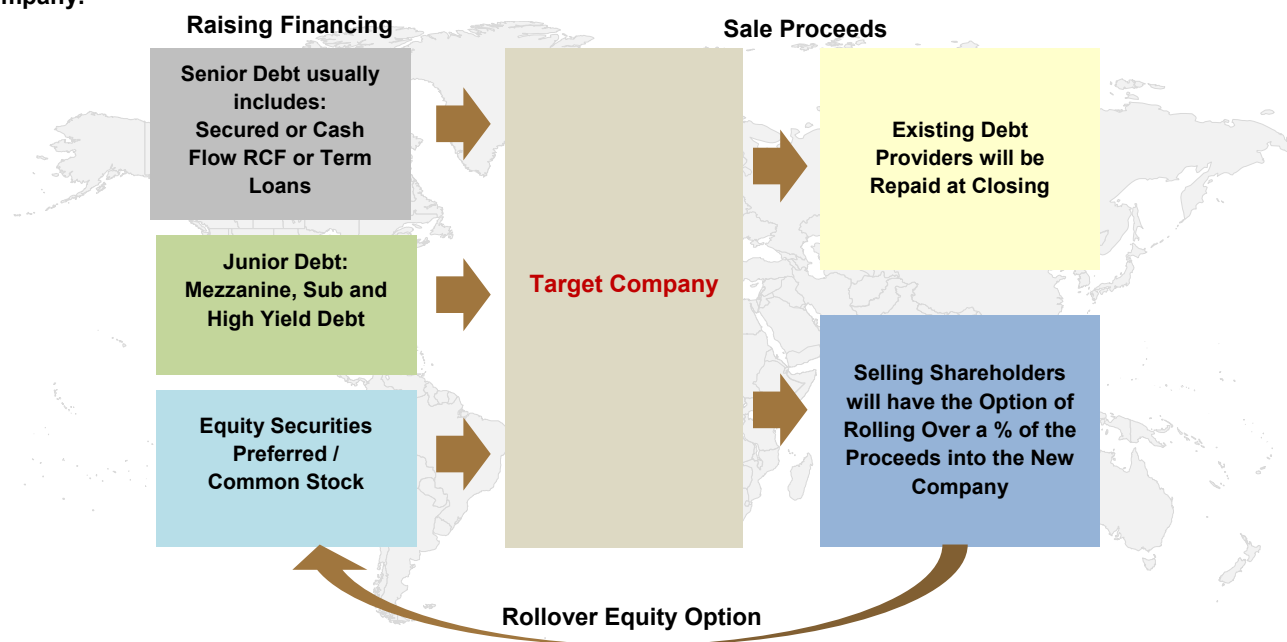 mpany:
Raising Financing
Sale Proceeds
Senior Debt usually
includes:
Secured or Cash
Flow RCF or Term
Loans
Junior Debt:
Mezzanine, Sub and
High Yield Debt
Equity Securities
Preferred /
Common Stock
Target Company
Existing Debt
Providers will be
Repaid at Closing
Selling Shareholders
will have the Option of
Rolling Over a % of the
Proceeds into the New
Company
Rollover Equity Option